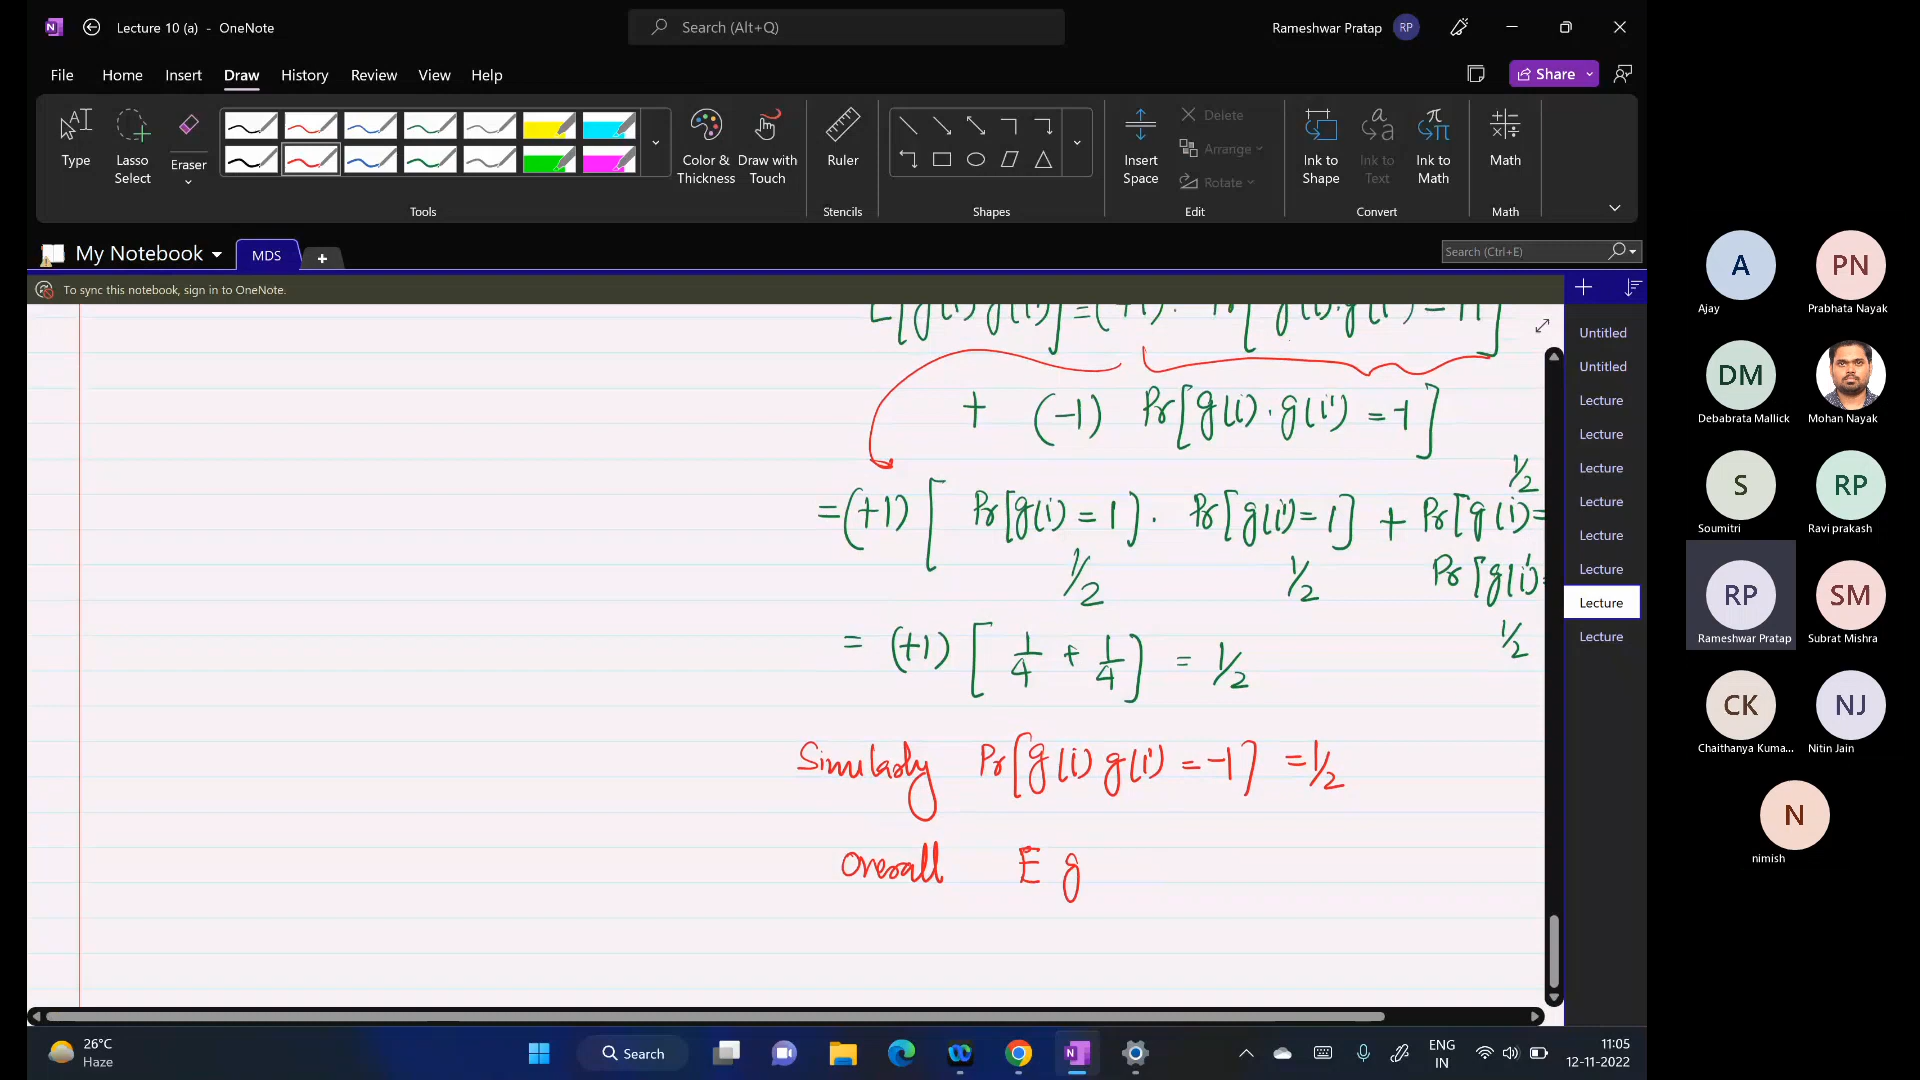 Lecture 10 (a) - OneNote
Search (Alt+Q)
Rameshwar Pratap RP
File Home Insert Draw History Review View Help
Share
Type
Lasso Select
Eraser
Color & Thickness
Draw with Touch
Ruler
Insert Space
Delete
Arrange
Rotate
Ink to Shape
Ink to Text
Ink to Math
Math
Tools Stencils Shapes Edit Convert Math
My Notebook MDS
Search (Ctrl+E)
To sync this notebook, sign in to OneNote.
E[g(i) g(i')] = (+1). Pr[g(i).g(i') = +1]
+ (-1) Pr[g(i).g(i') = -1]
= (+1) [ Pr[g(i) = 1]. Pr[g(i') = 1] + Pr[g(i) =
1/2
Pr[g(i') =
1/2 1/2
1/2
= (+1) [ 1/4 + 1/4 ] = 1/2
Similarly Pr[g(i) g(i') = -1] = 1/2
Overall E g
Untitled
Untitled
Lecture
Lecture
Lecture
Lecture
Lecture
Lecture
Lecture
Lecture
A
Ajay
PN
Prabhata Nayak
DM
Debabrata Mallick
Mohan Nayak
S
Soumitri
RP
Ravi prakash
RP
Rameshwar Pratap
SM
Subrat Mishra
CK
Chaithanya Kuma...
NJ
Nitin Jain
N
nimish
26°C
Haze
Search
ENG
IN
11:05
12-11-2022